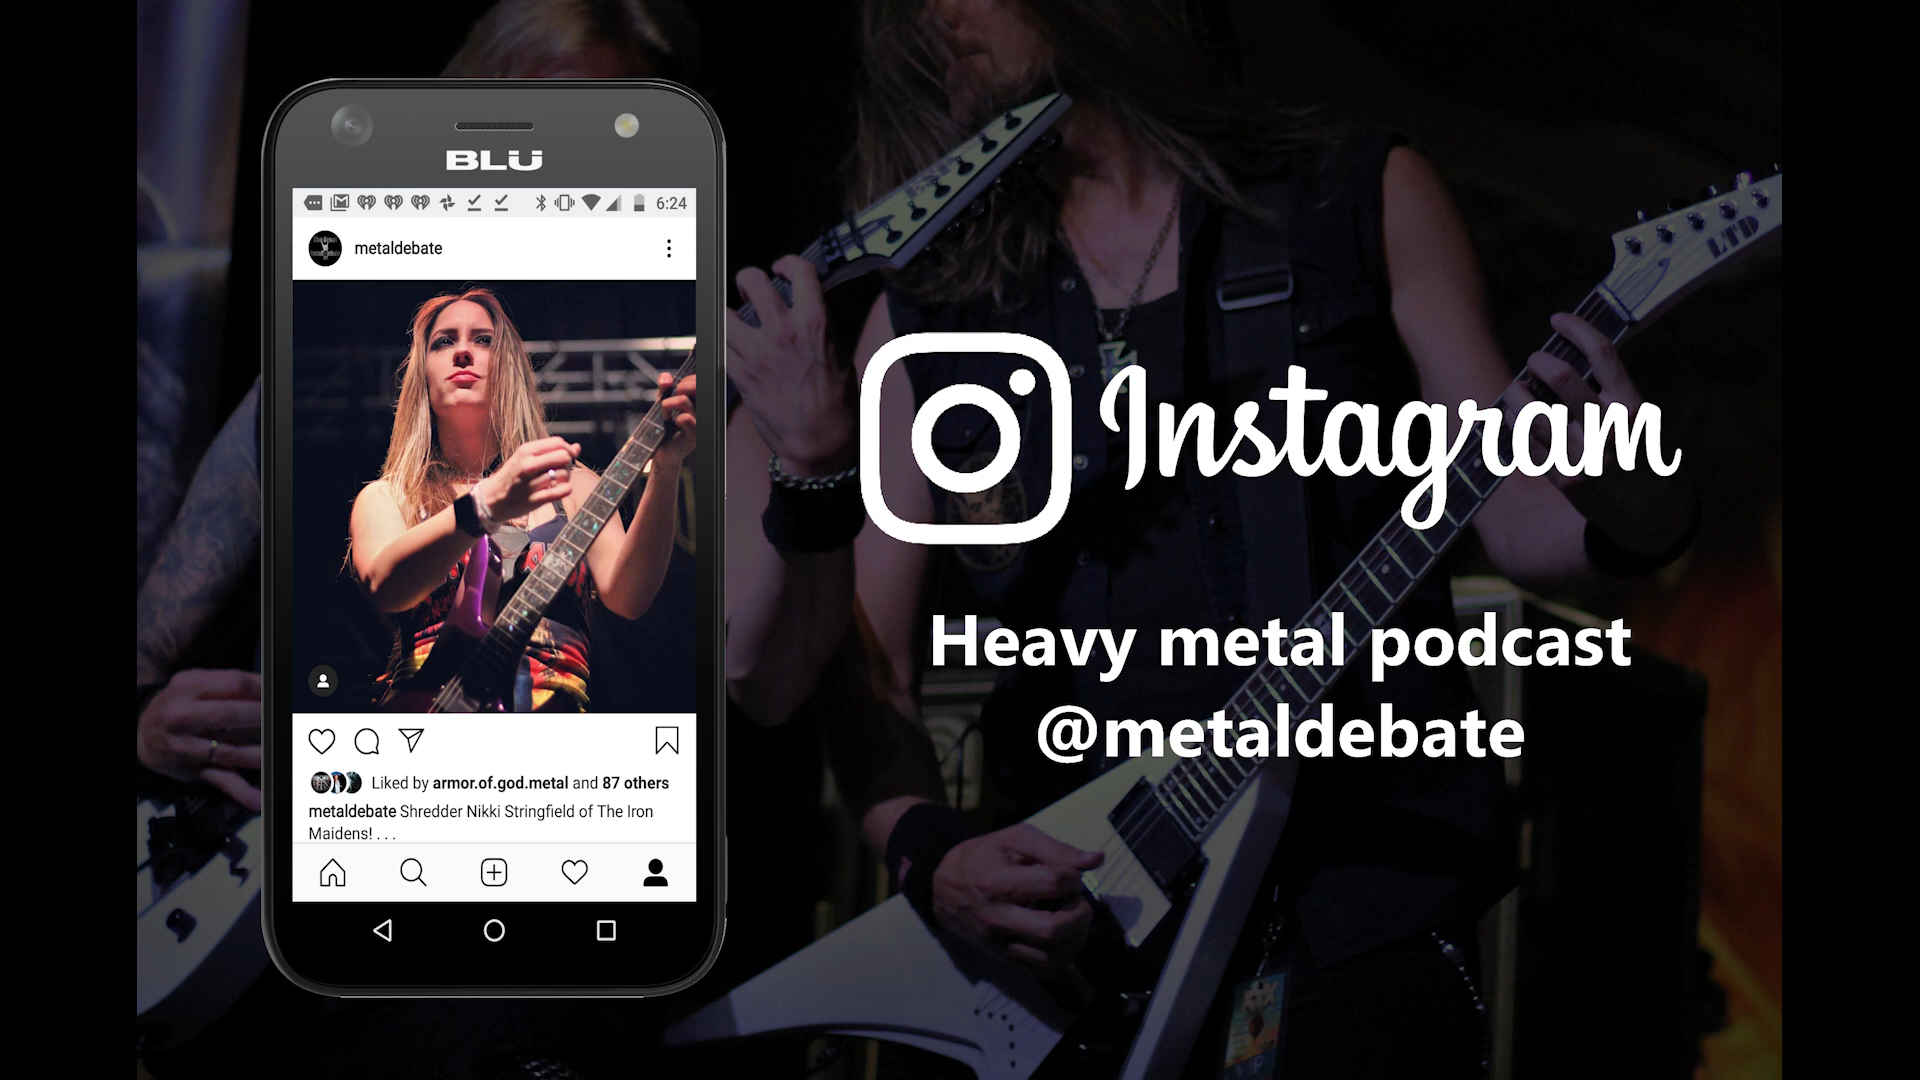 BLU
6:24
metaldebate
Liked by armor.of.god.metal and 87 others
metaldebate Shredder Nikki Stringfield of The Iron
Maidens! . . .
Instagram
Heavy metal podcast
@metaldebate
LTD